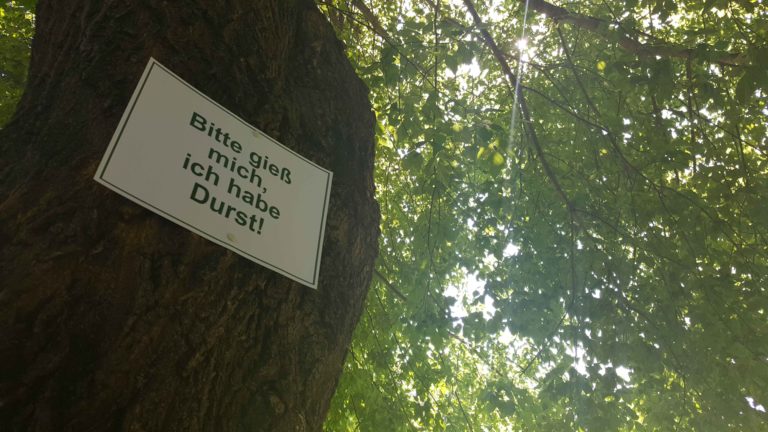 Bitte gieß
mich,
ich habe
Durst!